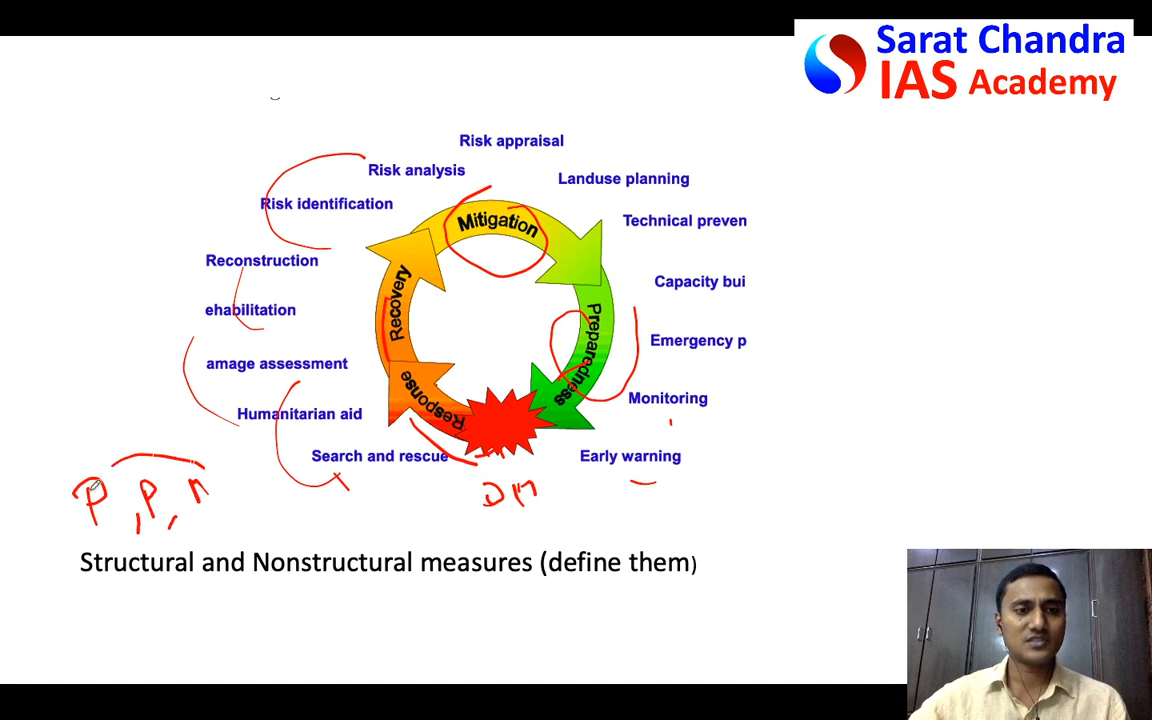 Sarat Chandra
IAS Academy
Risk appraisal
Risk analysis
Landuse planning
Risk identification
Mitigation
Technical preven
Reconstruction
Capacity bui
Recovery
Preparedness
ehabilitation
Emergency p
amage assessment
Response
Monitoring
Humanitarian aid
Search and rescue
Early warning
P, P, M
DM
Structural and Nonstructural measures (define them)